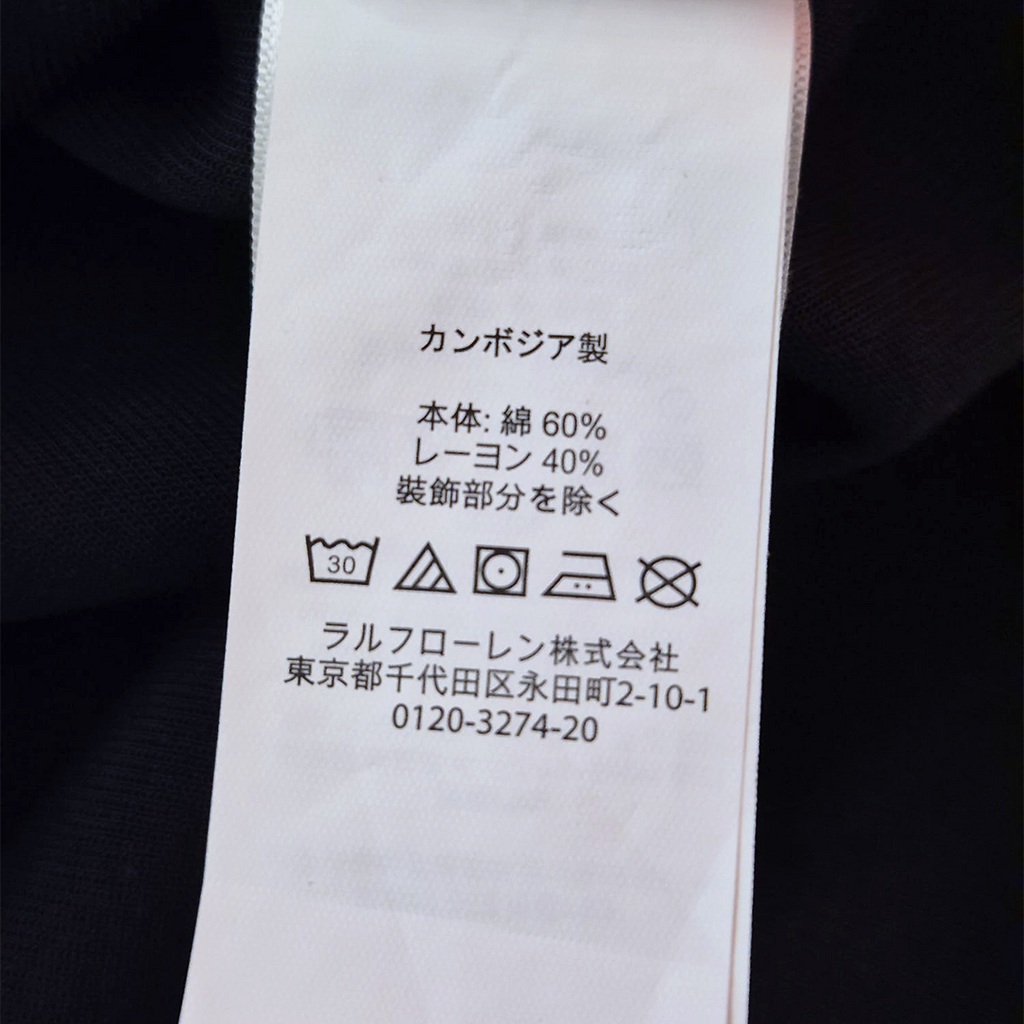 カンボジア製
本体: 綿 60%
レーヨン 40%
装飾部分を除く
30
ラルフローレン株式会社
東京都千代田区永田町2-10-1
0120-3274-20